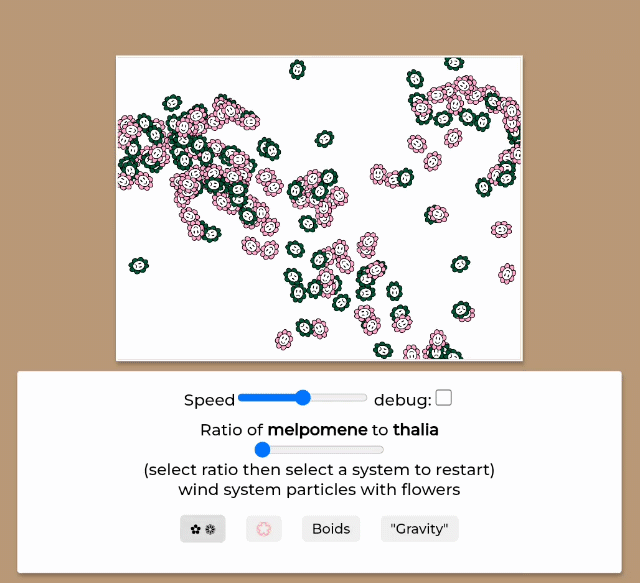 Speed debug:
Ratio of melpomene to thalia
(select ratio then select a system to restart)
wind system particles with flowers
Boids "Gravity"